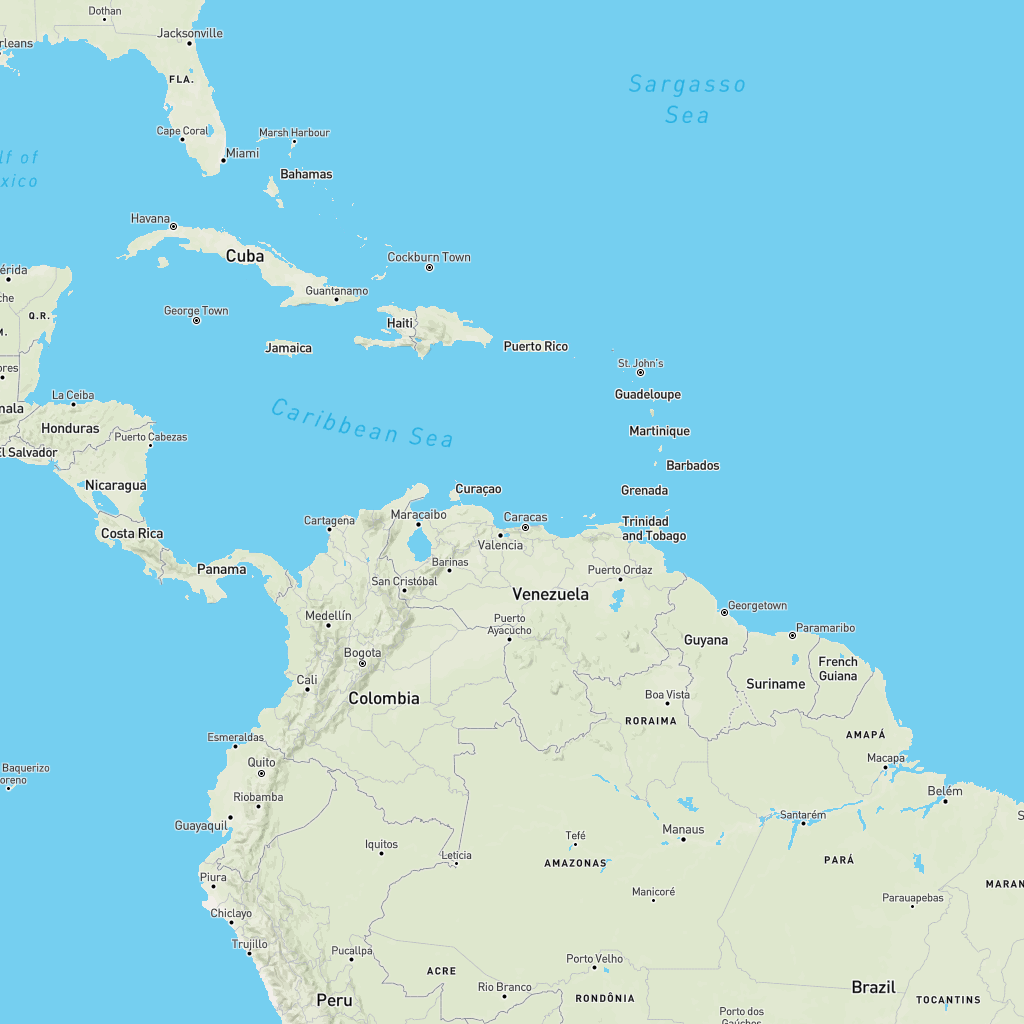 Dothan
Jacksonville
rleans
FLA.
Sargasso
Sea
Cape Coral
Marsh Harbour
Miami
lf of
xico
Bahamas
Havana
Cuba
Cockburn Town
érida
Guantanamo
che
George Town
Q.R.
Haiti
M.
Jamaica
Puerto Rico
St. John's
ores
La Ceiba
Guadeloupe
nala
Caribbean Sea
Honduras
Martinique
Puerto Cabezas
El Salvador
Barbados
Nicaragua
Curaçao
Grenada
Maracaibo
Cartagena
Caracas
Trinidad
and Tobago
Costa Rica
Valencia
Barinas
Panama
San Cristóbal
Puerto Ordaz
Venezuela
Georgetown
Medellín
Puerto
Ayacucho
Paramaribo
Guyana
Bogota
French
Guiana
Cali
Suriname
Colombia
Boa Vista
RORAIMA
Esmeraldas
AMAPÁ
Quito
Macapa
Baquerizo
oreno
Riobamba
Belém
Guayaquil
Santarém
S
Manaus
Tefé
Iquitos
Leticia
AMAZONAS
PARÁ
Piura
MARAN
Manicoré
Parauapebas
Chiclayo
Trujillo
Pucallpa
Porto Velho
ACRE
Rio Branco
Brazil
Peru
RONDÔNIA
TOCANTINS
Porto dos
Gaúchos